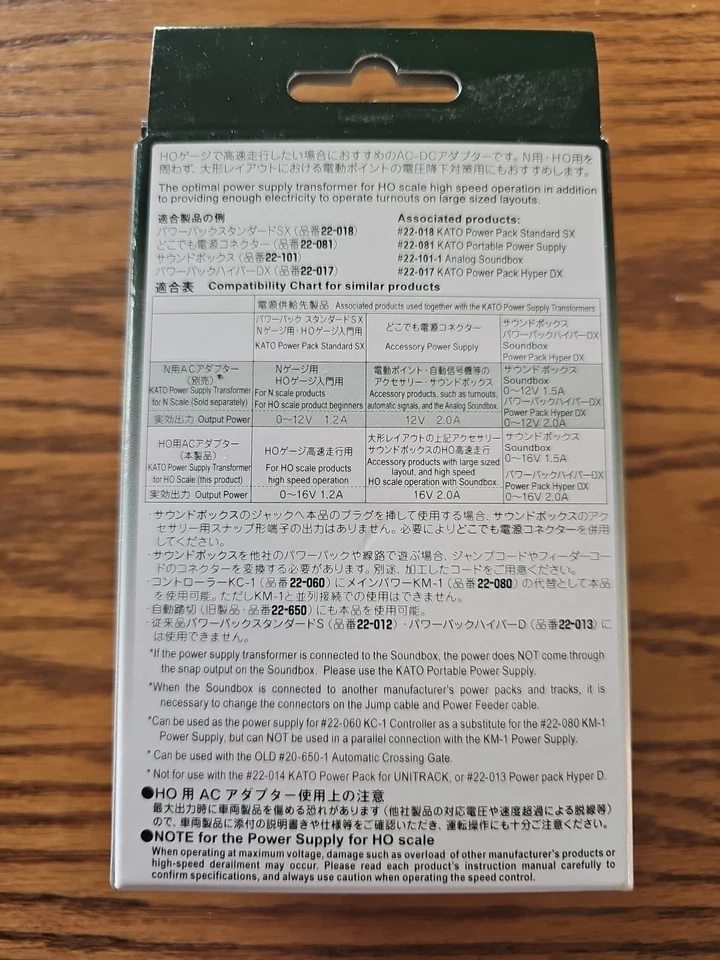 HOゲージで高速走行したい場合におすすめのAC-DCアダプターです。N用・HO用を
問わず、大形レイアウトにおける電動ポイントの電圧降下対策用にもおすすめします。
The optimal power supply transformer for HO scale high speed operation in addition
to providing enough electricity to operate turnouts on large sized layouts.
適合製品の例
パワーパックスタンダードSX（品番22-018）
どこでも電源コネクター（品番22-081）
サウンドボックス（品番22-101）
パワーパックハイパーDX（品番22-017）
Associated products:
#22-018 KATO Power Pack Standard SX
#22-081 KATO Portable Power Supply
#22-101-1 Analog Soundbox
#22-017 KATO Power Pack Hyper DX
適合表 Compatibility Chart for similar products
電源供給先製品 Associated products used together with the KATO Power Supply Transformers
パワーパック スタンダードSX
Nゲージ用・HOゲージ入門用
KATO Power Pack Standard SX
どこでも電源コネクター
Accessory Power Supply
サウンドボックス
パワーパックハイパーDX
Soundbox
Power Pack Hyper DX
N用ACアダプター
（別売）
KATO Power Supply Transformer
for N Scale (Sold separately)
Nゲージ用
HOゲージ入門用
For N scale products
For HO scale product beginners
電動ポイント・自動信号機等の
アクセサリー・サウンドボックス
Accessory products, such as turnouts,
automatic signals, and the Analog Soundbox.
サウンドボックス
Soundbox
0～12V 1.5A
パワーパックハイパーDX
Power Pack Hyper DX
0～12V 2.0A
実効出力 Output Power
0～12V 1.2A
12V 2.0A
HO用ACアダプター
（本製品）
KATO Power Supply Transformer
for HO Scale (this product)
HOゲージ高速走行用
For HO scale products
high speed operation
大形レイアウトの上記アクセサリー
サウンドボックスのHO高速走行
Accessory products with large sized
layout, and high speed
HO scale operation with Soundbox.
サウンドボックス
Soundbox
0～16V 1.5A
パワーパックハイパーDX
Power Pack Hyper DX
0～16V 2.0A
実効出力 Output Power
0～16V 1.2A
16V 2.0A
・サウンドボックスのジャックへ本品のプラグを挿して使用する場合、サウンドボックスのアク
セサリー用スナップ形端子の出力はありません。必要によりどこでも電源コネクターを併用
してください。
・サウンドボックスを他社のパワーパックや線路で遊ぶ場合、ジャンプコードやフィーダーコー
ドのコネクターを変換する必要があります。別途、加工したコードをご用意ください。
・コントローラーKC-1（品番22-060）にメインパワーKM-1（品番22-080）の代替として本品
を使用可能。ただしKM-1と並列接続での使用はできません。
・自動踏切（旧製品・品番22-650）にも本品を使用可能。
・従来品パワーパックスタンダードS（品番22-012）・パワーパックハイパーD（品番22-013）に
は使用できません。
*If the power supply transformer is connected to the Soundbox, the power does NOT come through
the snap output on the Soundbox. Please use the KATO Portable Power Supply.
*When the Soundbox is connected to another manufacturer's power packs and tracks, it is
necessary to change the connectors on the Jump cable and Power Feeder cable.
*Can be used as the power supply for #22-060 KC-1 Controller as a substitute for the #22-080 KM-1
Power Supply, but can NOT be used in a parallel connection with the KM-1 Power Supply.
* Can be used with the OLD #20-650-1 Automatic Crossing Gate.
* Not for use with the #22-014 KATO Power Pack for UNITRACK, or #22-013 Power pack Hyper D.
●HO用ACアダプター使用上の注意
最大出力時に車両製品を傷める恐れがあります（他社製品の対応電圧や速度超過による脱線等）
ので、車両製品に添付の説明書きや仕様等をご確認いただき、運転操作にも十分ご注意ください。
●NOTE for the Power Supply for HO scale
When operating at maximum voltage, damage such as overload of other manufacturer's products or
high-speed derailment may occur. Please read each product's instruction manual carefully to
confirm specifications, and always use caution when operating the speed control.